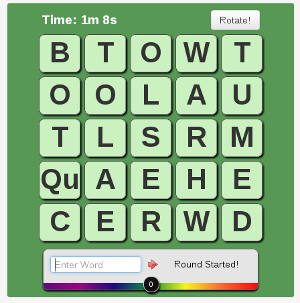 Time: 1m 8s
Rotate!
B T O W T
O O L A U
T L S R M
Qu A E H E
C E R W D
Enter Word
Round Started!
0